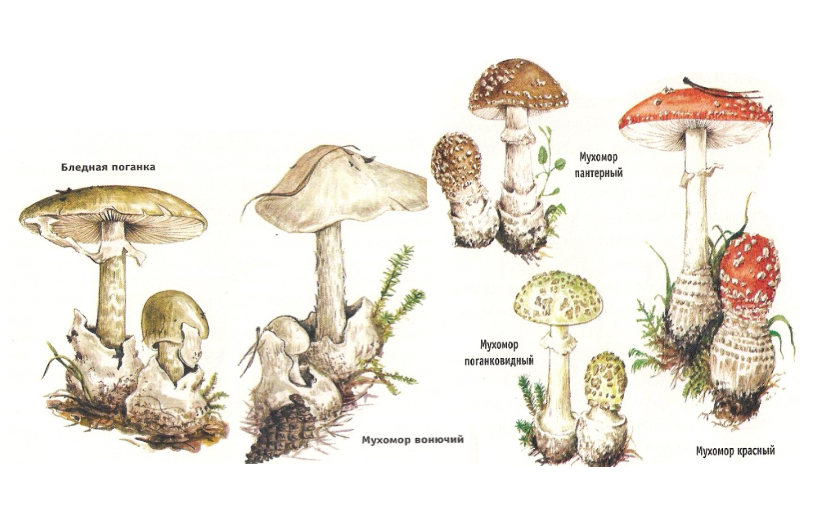 Бледная поганка
Мухомор вонючий
Мухомор
пантерный
Мухомор
поганковидный
Мухомор красный